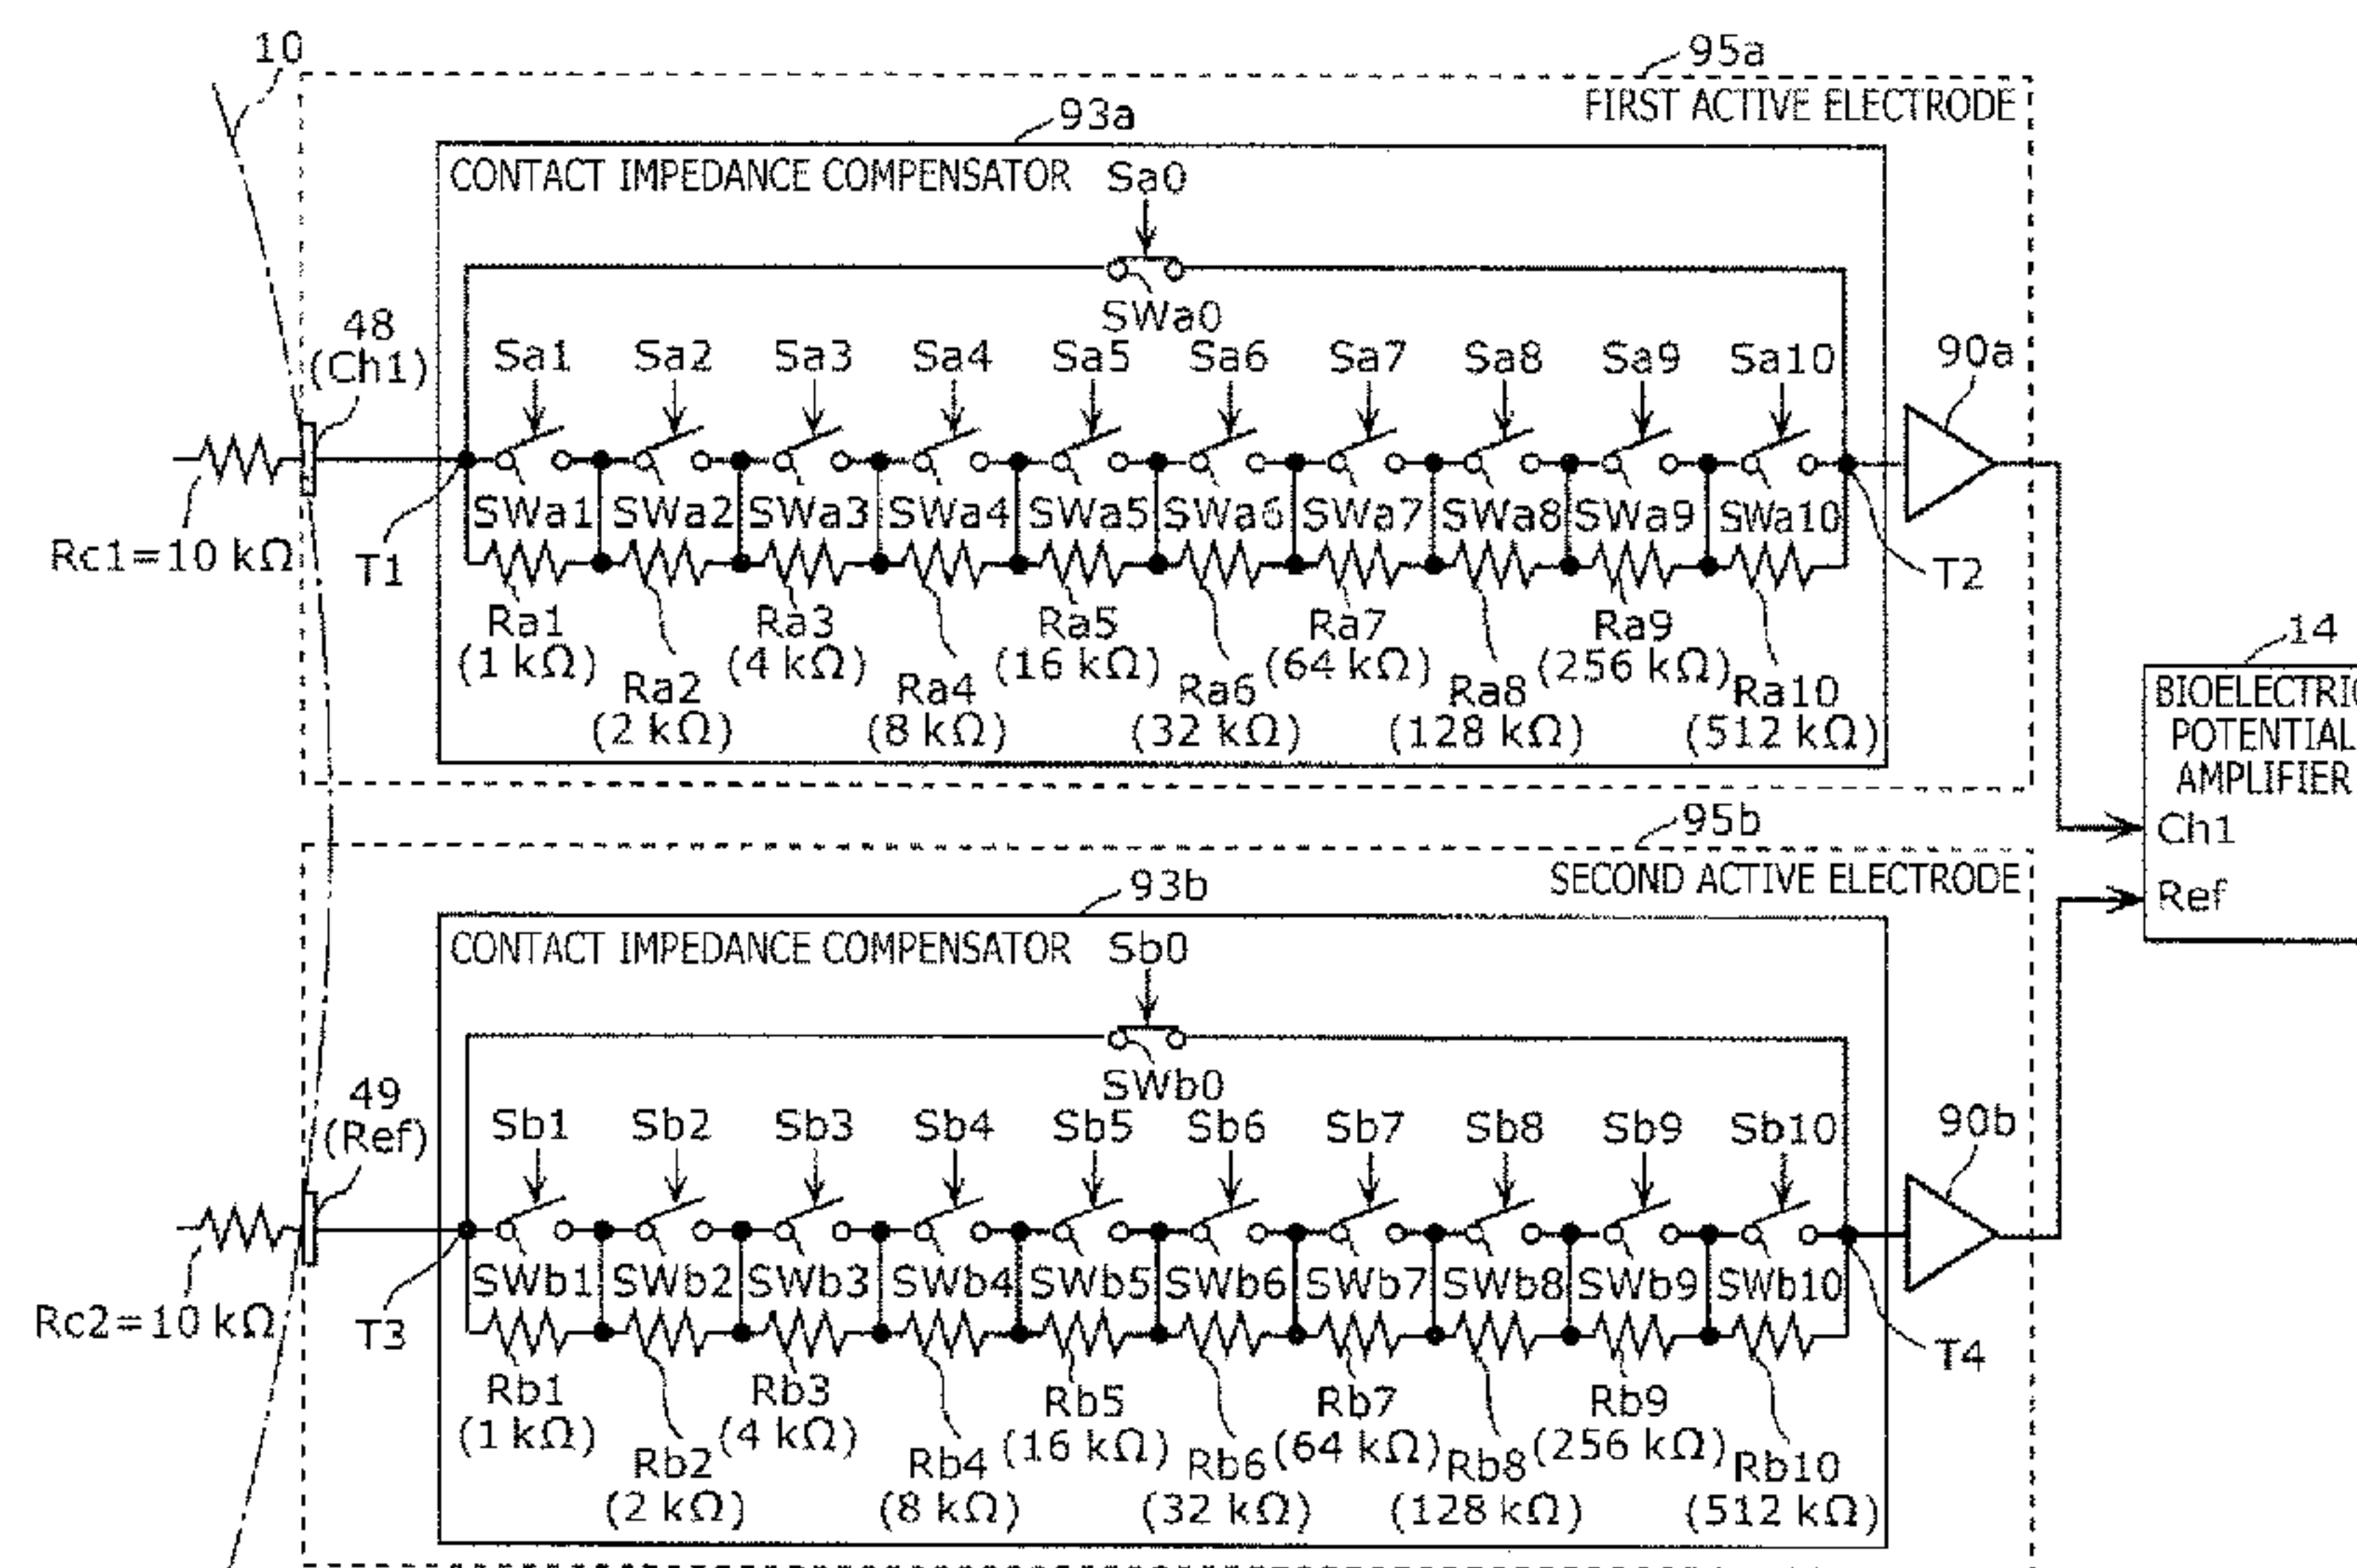 10
95a
FIRST ACTIVE ELECTRODE
93a
CONTACT IMPEDANCE COMPENSATOR Sa0
SWa0
48
(Ch1)
Sa1 Sa2 Sa3 Sa4 Sa5 Sa6 Sa7 Sa8 Sa9 Sa10
90a
SWa1 SWa2 SWa3 SWa4 SWa5 SWa6 SWa7 SWa8 SWa9 SWa10
Rc1=10 kΩ
T1
T2
Ra1 Ra3 Ra5 Ra7 Ra9
(1 kΩ) (4 kΩ) (16 kΩ) (64 kΩ) (256 kΩ)
Ra2 Ra4 Ra6 Ra8 Ra10
(2 kΩ) (8 kΩ) (32 kΩ) (128 kΩ) (512 kΩ)
14
POTENTIAL
AMPLIFIER
Ch1
Ref
95b
SECOND ACTIVE ELECTRODE
93b
CONTACT IMPEDANCE COMPENSATOR Sb0
SWb0
49
(Ref)
Sb1 Sb2 Sb3 Sb4 Sb5 Sb6 Sb7 Sb8 Sb9 Sb10
90b
SWb1 SWb2 SWb3 SWb4 SWb5 SWb6 SWb7 SWb8 SWb9 SWb10
Rc2=10 kΩ
T3
T4
Rb1 Rb3 Rb5 Rb7 Rb9
(1 kΩ) (4 kΩ) (16 kΩ) (64 kΩ) (256 kΩ)
Rb2 Rb4 Rb6 Rb8 Rb10
(2 kΩ) (8 kΩ) (32 kΩ) (128 kΩ) (512 kΩ)